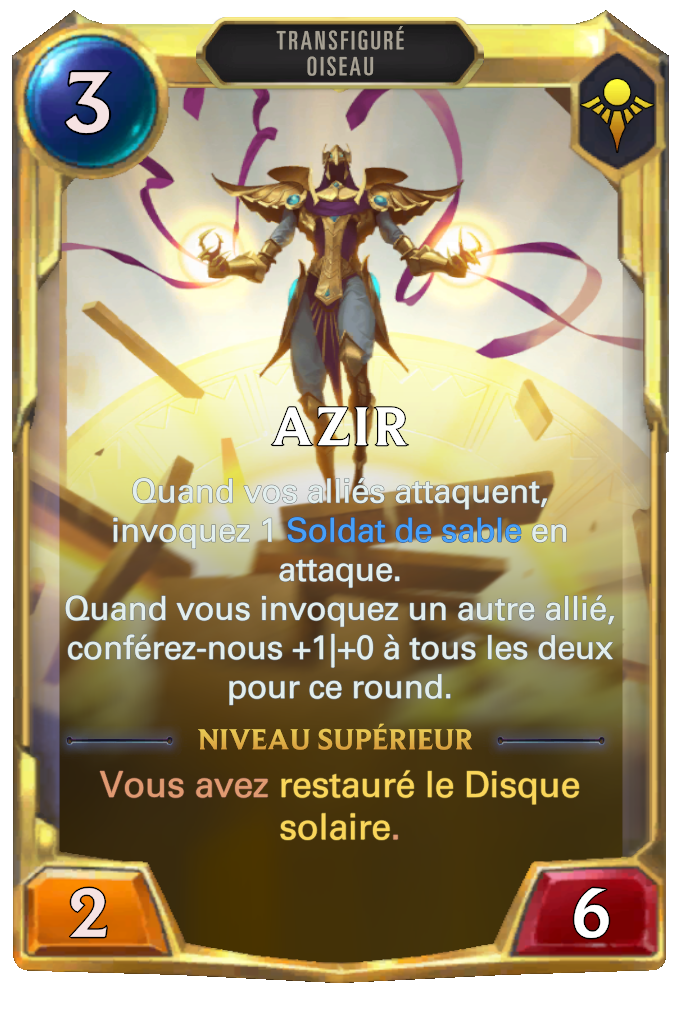 TRANSFIGURÉ
OISEAU
3
AZIR
Quand vos alliés attaquent,
invoquez 1 Soldat de sable en
attaque.
Quand vous invoquez un autre allié,
conférez-nous +1|+0 à tous les deux
pour ce round.
NIVEAU SUPÉRIEUR
Vous avez restauré le Disque
solaire.
2
6